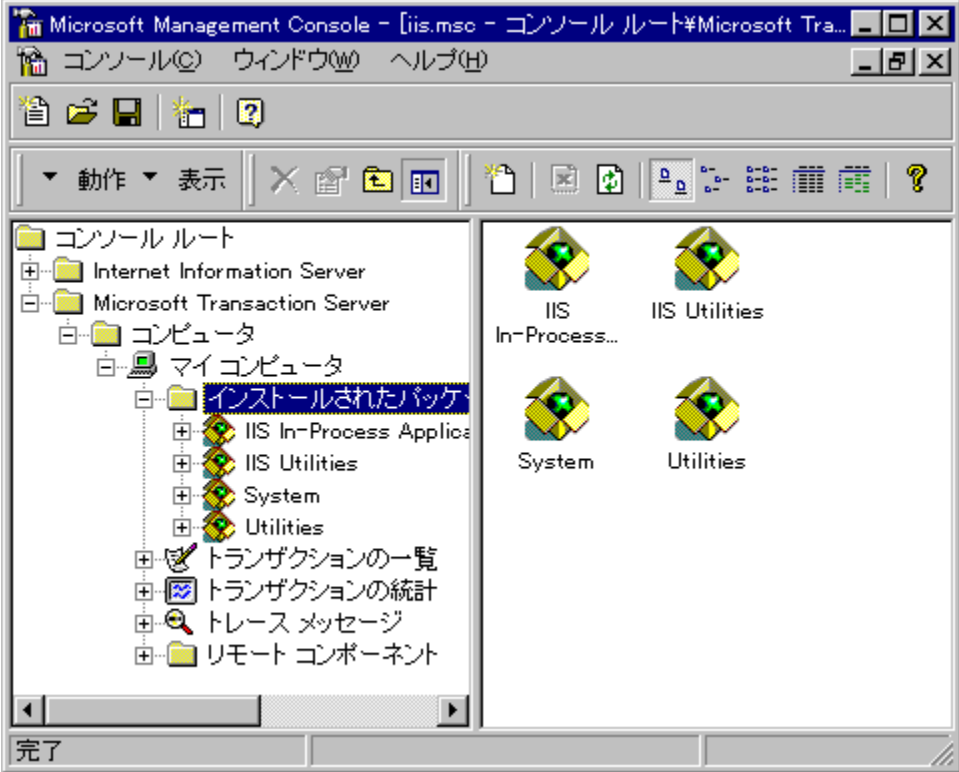 Microsoft Management Console - [iis.msc - コンソール ルート¥Microsoft Tra...
コンソール(C) ウィンドウ(W) ヘルプ(H)
動作 表示
コンソール ルート
Internet Information Server
Microsoft Transaction Server
コンピュータ
マイ コンピュータ
インストールされたパッケ
IIS In-Process Applica
IIS Utilities
System
Utilities
トランザクションの一覧
トランザクションの統計
トレース メッセージ
リモート コンポーネント
IIS
In-Process...
IIS Utilities
System
Utilities
完了